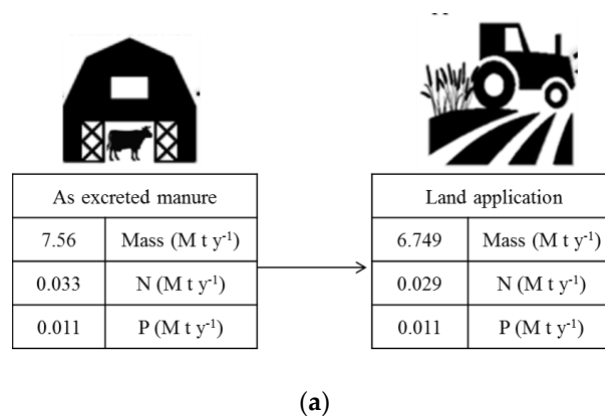 As excreted manure
7.56 Mass (M t y⁻¹)
0.033 N (M t y⁻¹)
0.011 P (M t y⁻¹)
Land application
6.749 Mass (M t y⁻¹)
0.029 N (M t y⁻¹)
0.011 P (M t y⁻¹)
(a)